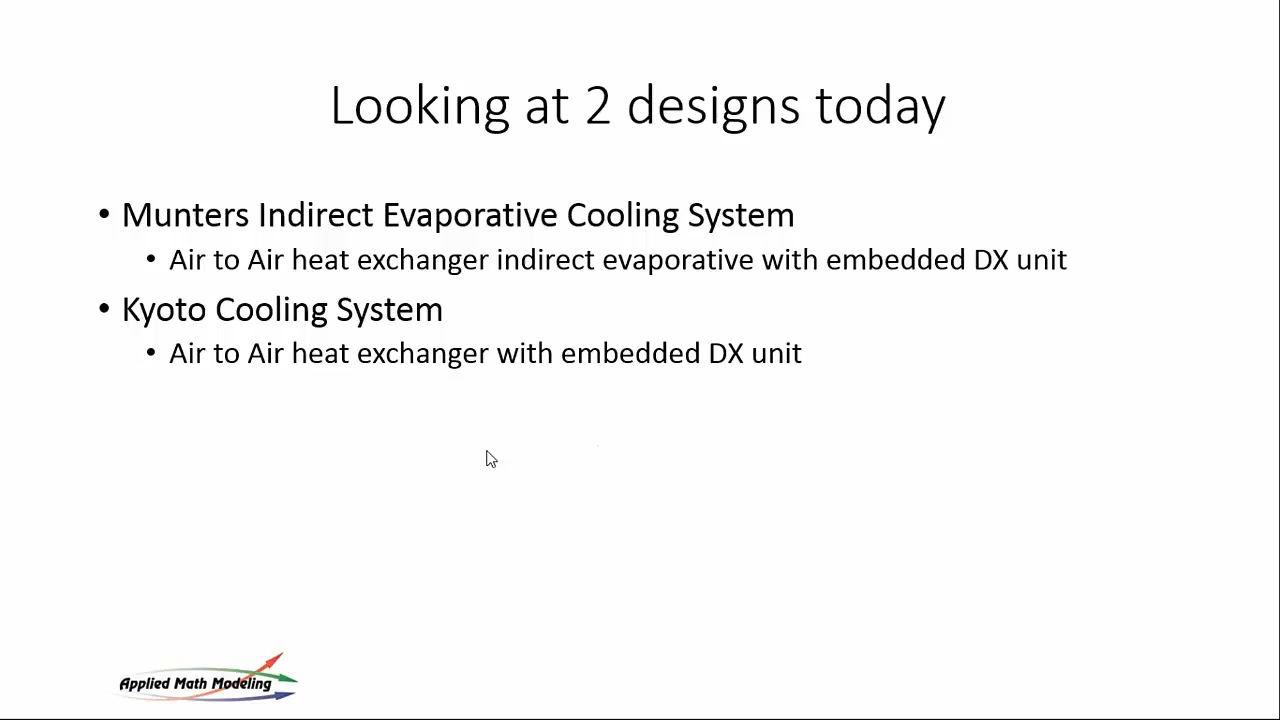 Looking at 2 designs today
• Munters Indirect Evaporative Cooling System
• Air to Air heat exchanger indirect evaporative with embedded DX unit
• Kyoto Cooling System
• Air to Air heat exchanger with embedded DX unit
Applied Math Modeling